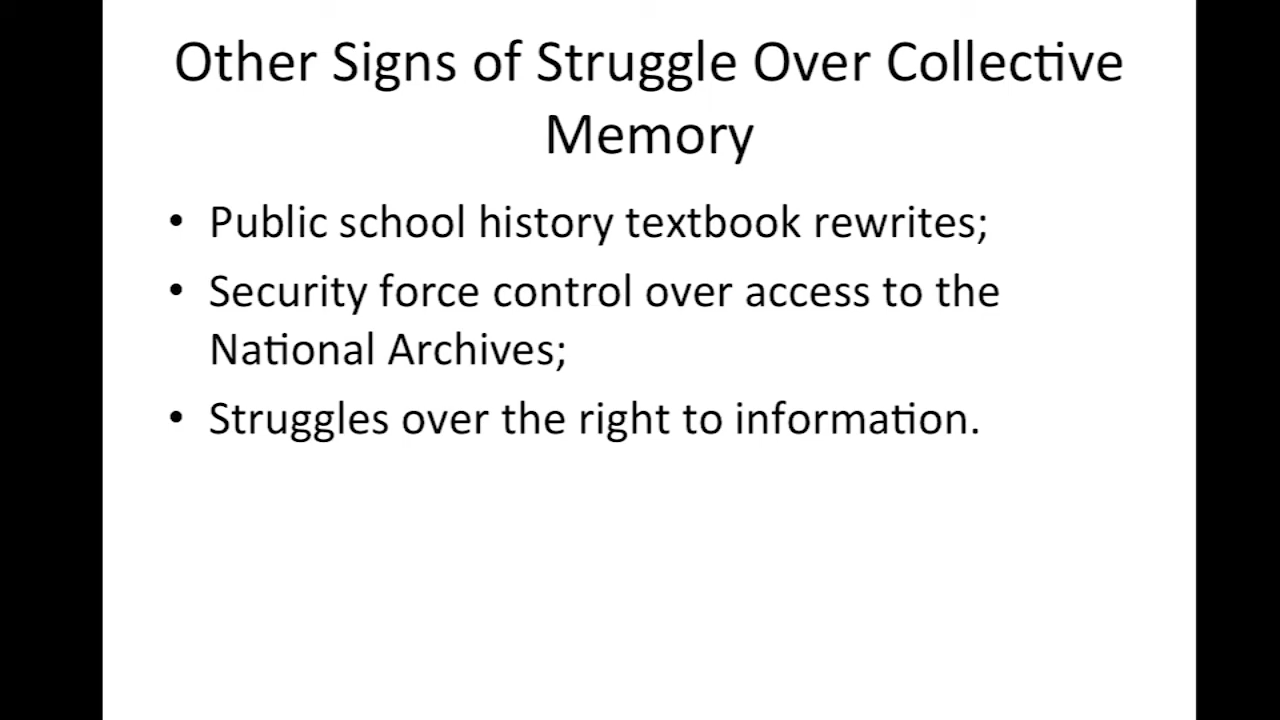 Other Signs of Struggle Over Collective
Memory
• Public school history textbook rewrites;
• Security force control over access to the
National Archives;
• Struggles over the right to information.